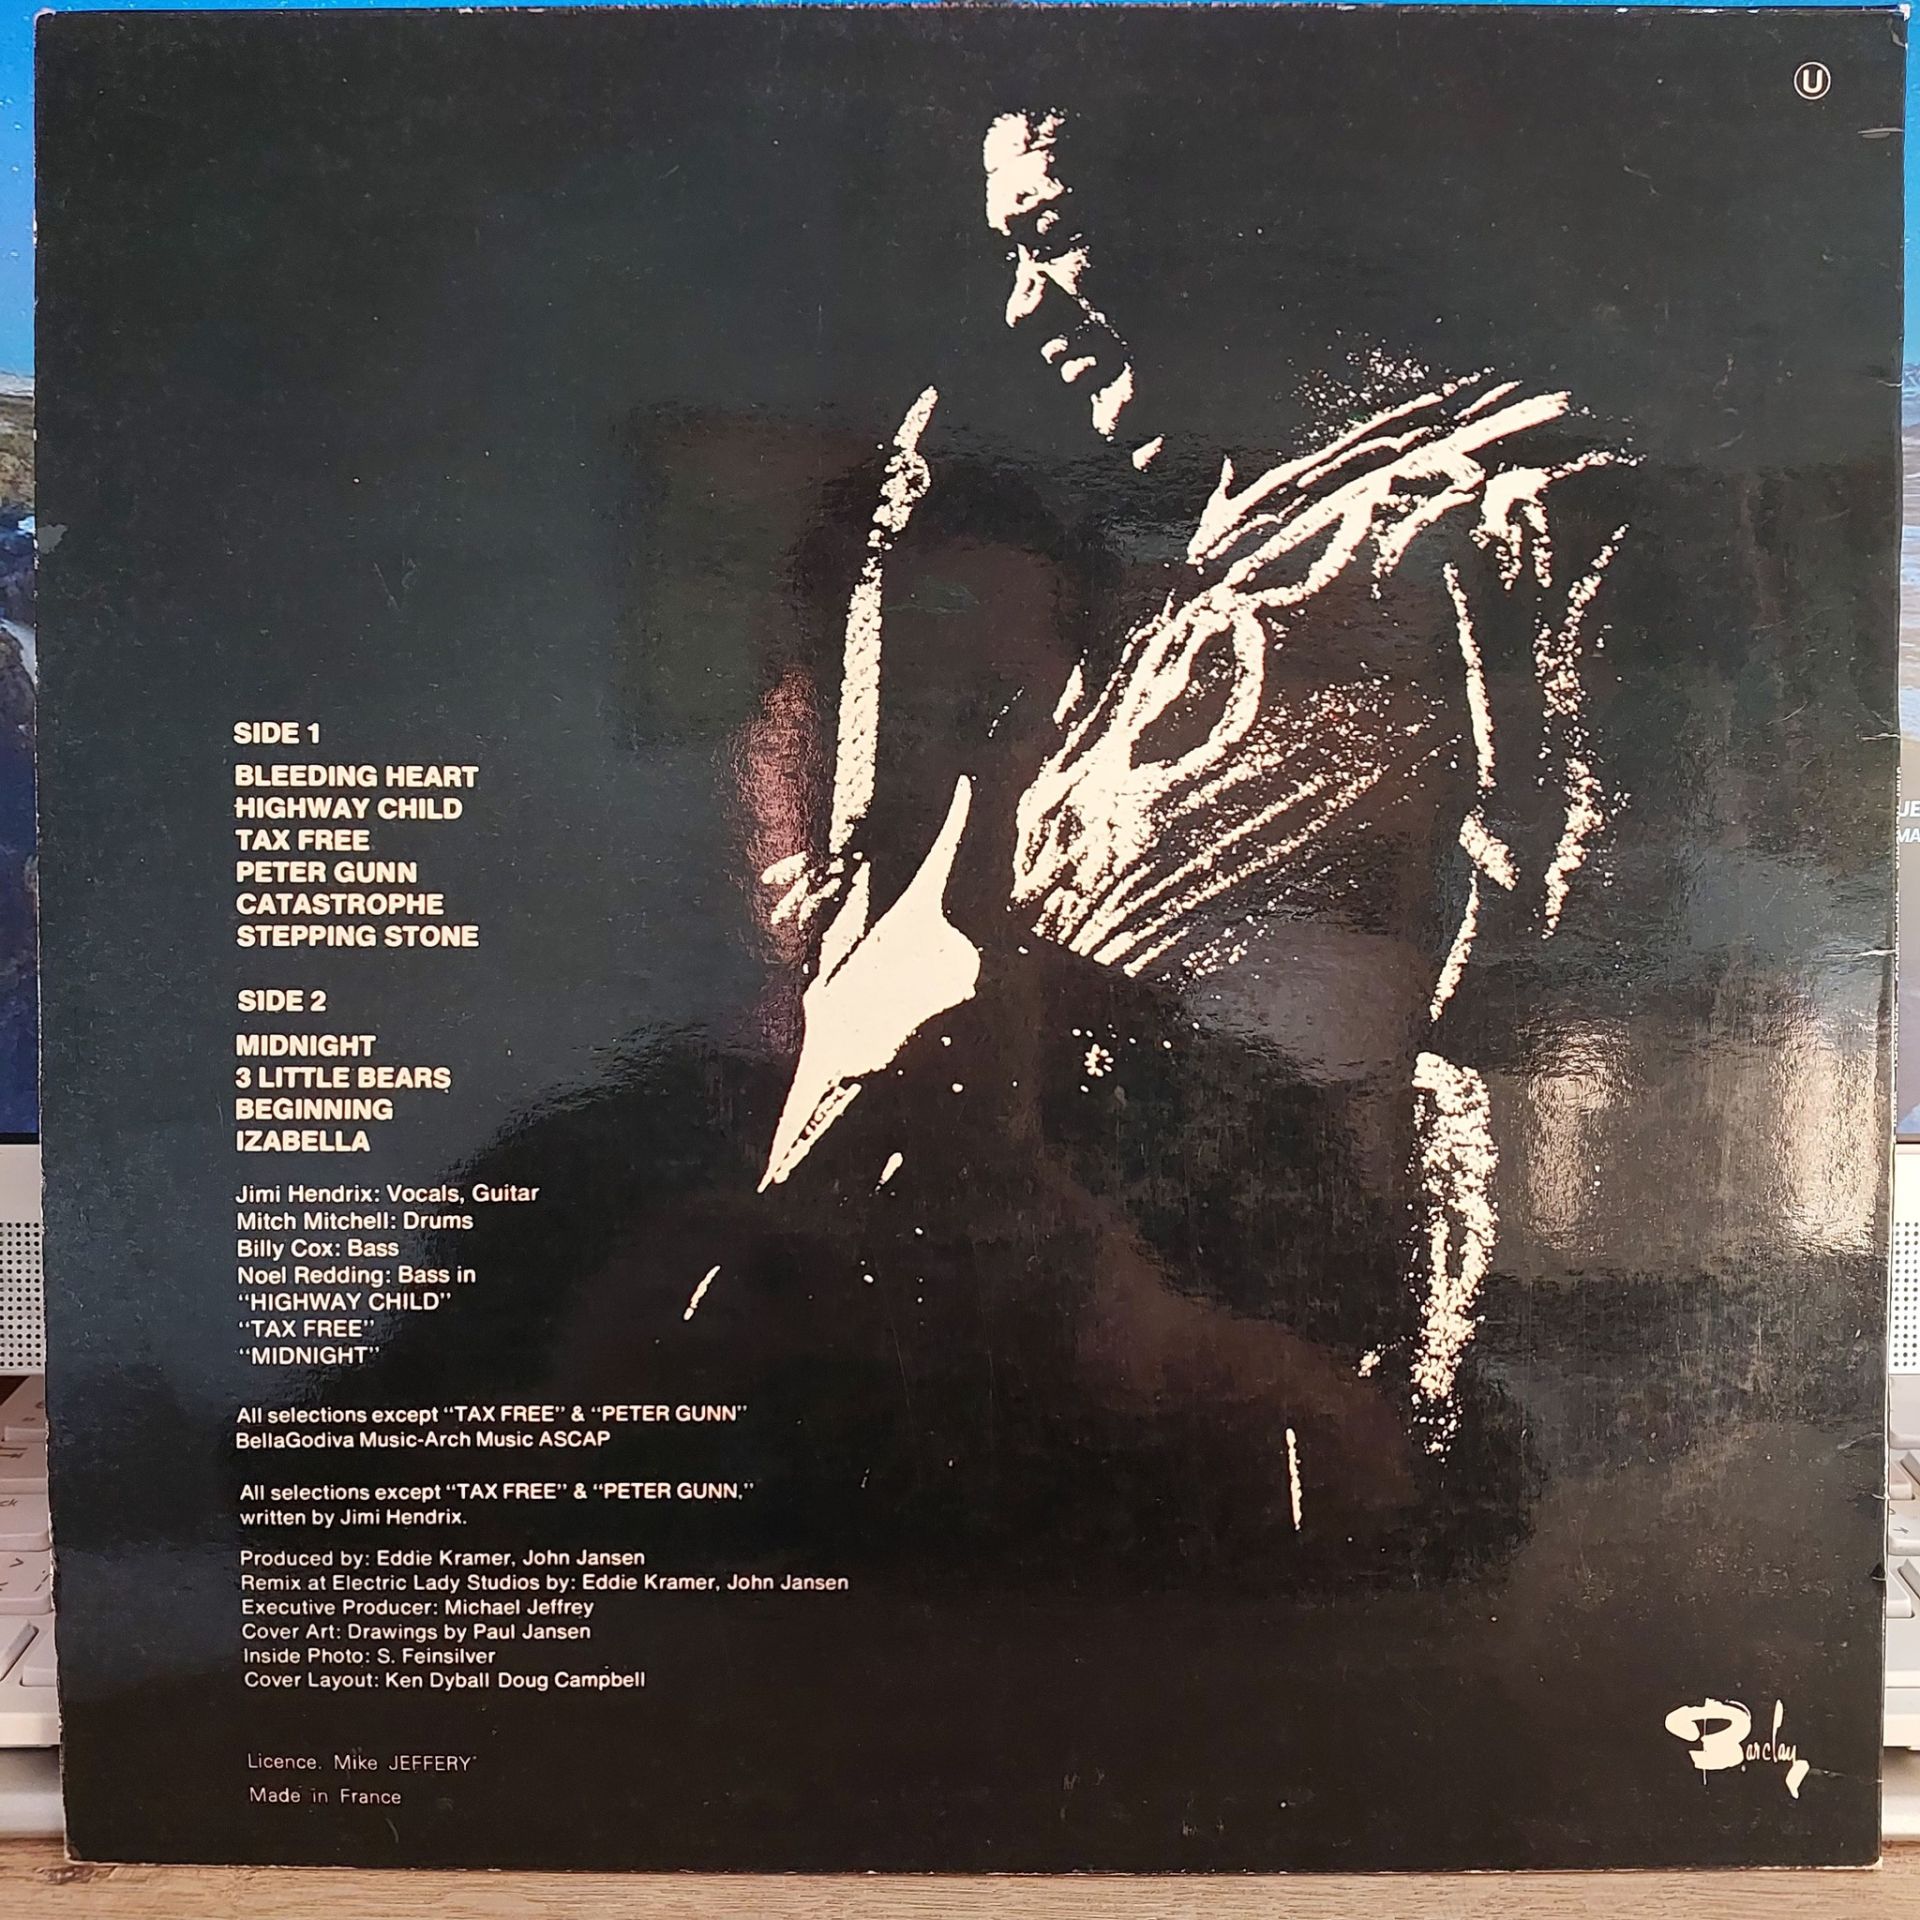 U
SIDE 1
BLEEDING HEART
HIGHWAY CHILD
TAX FREE
PETER GUNN
CATASTROPHE
STEPPING STONE
SIDE 2
MIDNIGHT
3 LITTLE BEARS
BEGINNING
IZABELLA
Jimi Hendrix: Vocals, Guitar
Mitch Mitchell: Drums
Billy Cox: Bass
Noel Redding: Bass in
“HIGHWAY CHILD”
“TAX FREE”
“MIDNIGHT”
All selections except “TAX FREE” & “PETER GUNN”
BellaGodiva Music-Arch Music ASCAP
All selections except “TAX FREE” & “PETER GUNN,”
written by Jimi Hendrix.
Produced by: Eddie Kramer, John Jansen
Remix at Electric Lady Studios by: Eddie Kramer, John Jansen
Executive Producer: Michael Jeffrey
Cover Art: Drawings by Paul Jansen
Inside Photo: S. Feinsilver
Cover Layout: Ken Dyball Doug Campbell
Licence. Mike JEFFERY
Made in France
Barclay